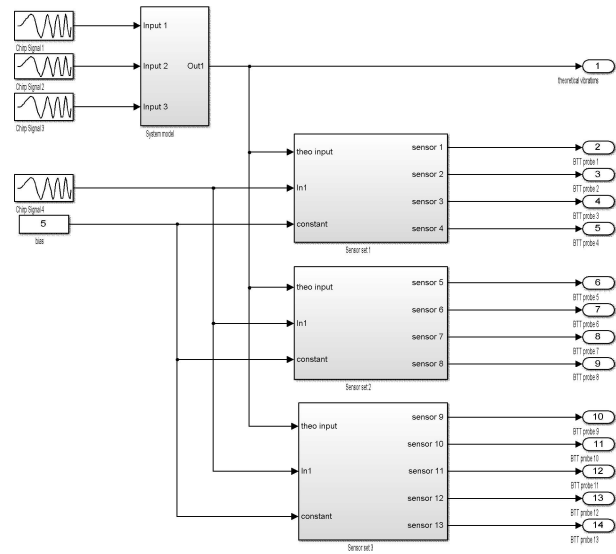 Chirp Signal 1
Chirp Signal 2
Chirp Signal 3
Input 1
Input 2
Input 3
Out1
System model
1
theoretical vibrations
Chirp Signal 4
5
bias
theo input
In1
constant
sensor 1
sensor 2
sensor 3
sensor 4
Sensor set 1
2
BTT probe 1
3
BTT probe 2
4
BTT probe 3
5
BTT probe 4
theo input
In1
constant
sensor 5
sensor 6
sensor 7
sensor 8
Sensor set 2
6
BTT probe 5
7
BTT probe 6
8
BTT probe 7
9
BTT probe 8
theo input
In1
constant
sensor 9
sensor 10
sensor 11
sensor 12
sensor 13
Sensor set 3
10
BTT probe 9
11
BTT probe 10
12
BTT probe 11
13
BTT probe 12
14
BTT probe 13